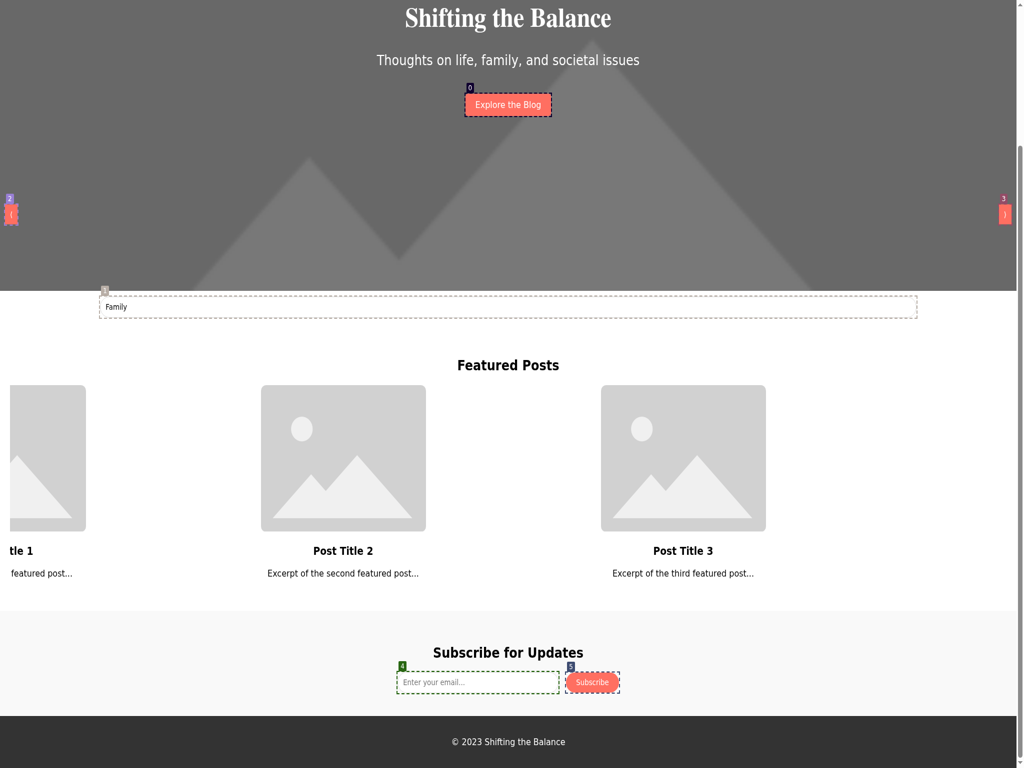 Shifting the Balance
Thoughts on life, family, and societal issues
0
Explore the Blog
2
⟨
3
⟩
1
Family
Featured Posts
tle 1
featured post...
Post Title 2
Excerpt of the second featured post...
Post Title 3
Excerpt of the third featured post...
Subscribe for Updates
4
Enter your email...
5
Subscribe
© 2023 Shifting the Balance